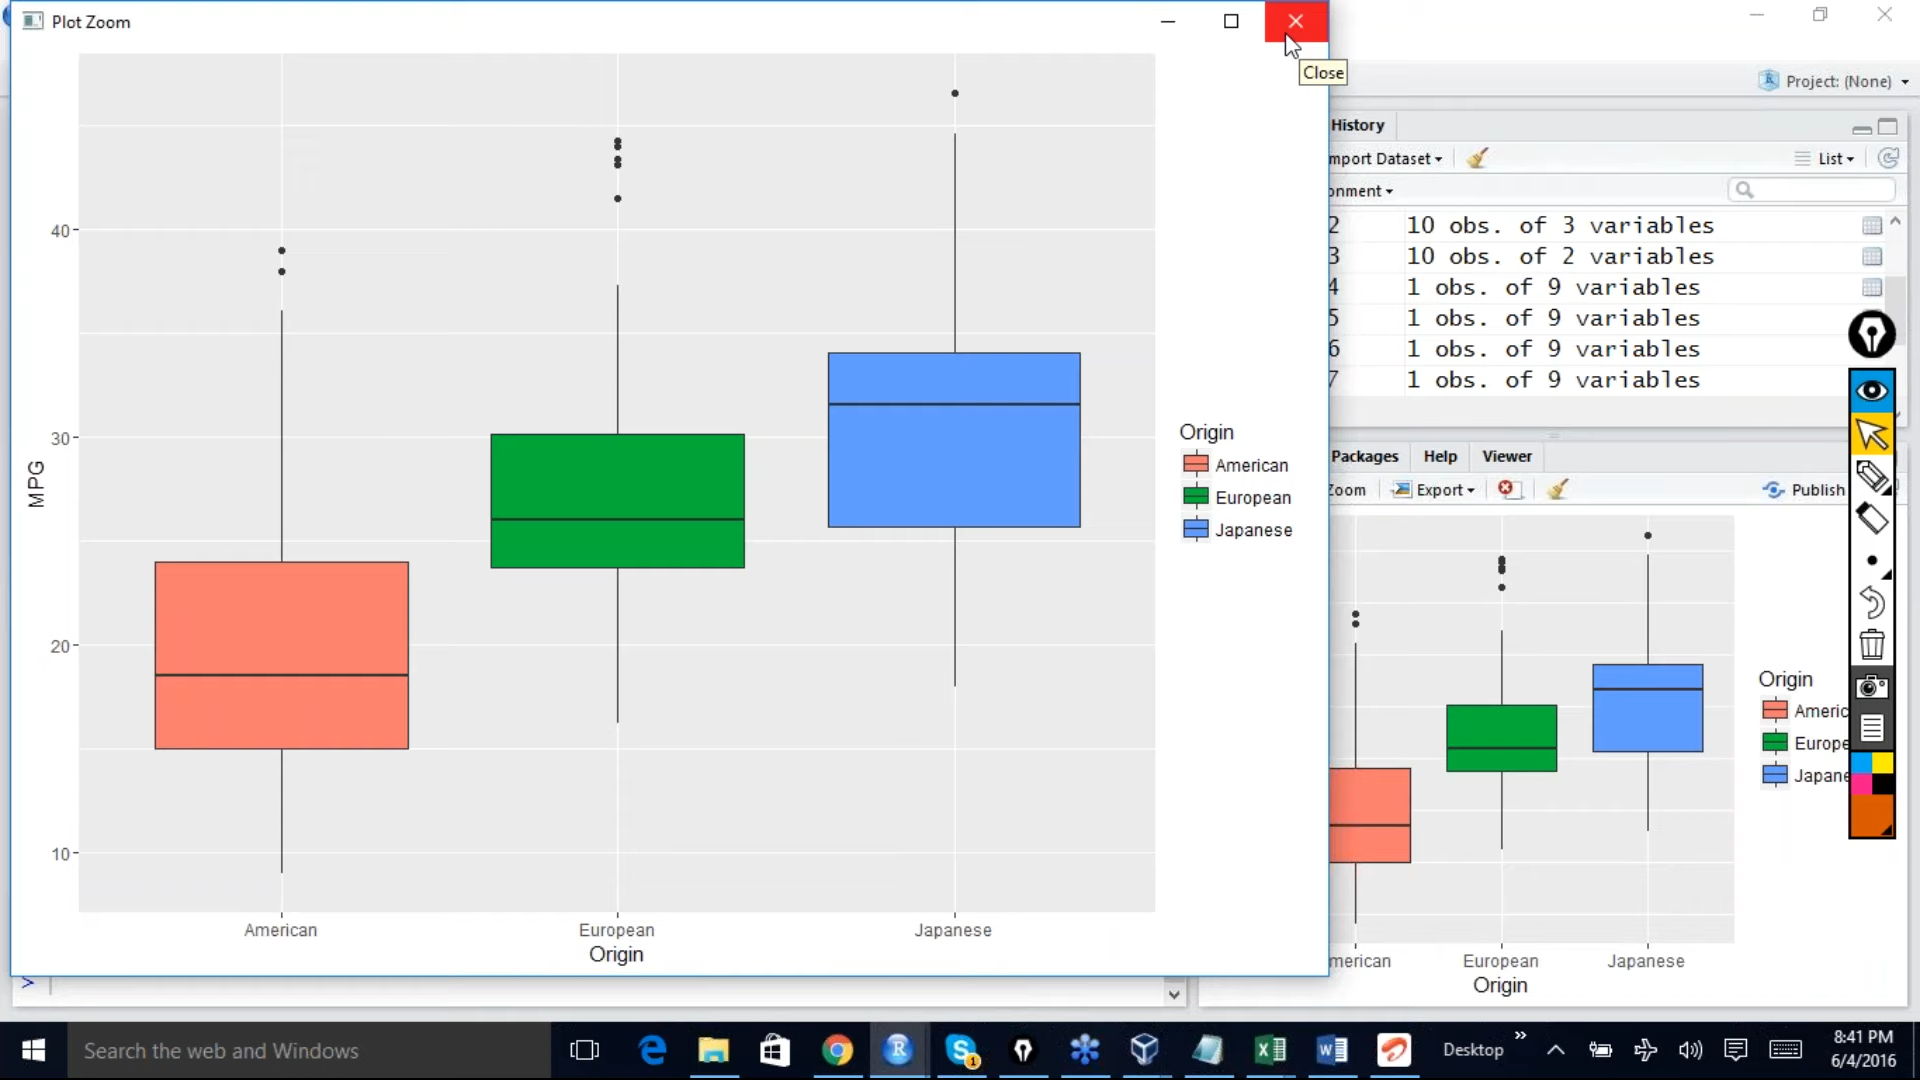 Plot Zoom
Close
Project: (None)
History
mport Dataset
List
onment
2 10 obs. of 3 variables
3 10 obs. of 2 variables
4 1 obs. of 9 variables
5 1 obs. of 9 variables
6 1 obs. of 9 variables
7 1 obs. of 9 variables
Packages Help Viewer
Zoom Export Publish
40
30
20
10
MPG
American European Japanese
Origin
Origin
American
European
Japanese
Origin
Americ
Europe
Japane
merican European Japanese
Origin
>
Search the web and Windows
R
S
1
Desktop
8:41 PM
6/4/2016